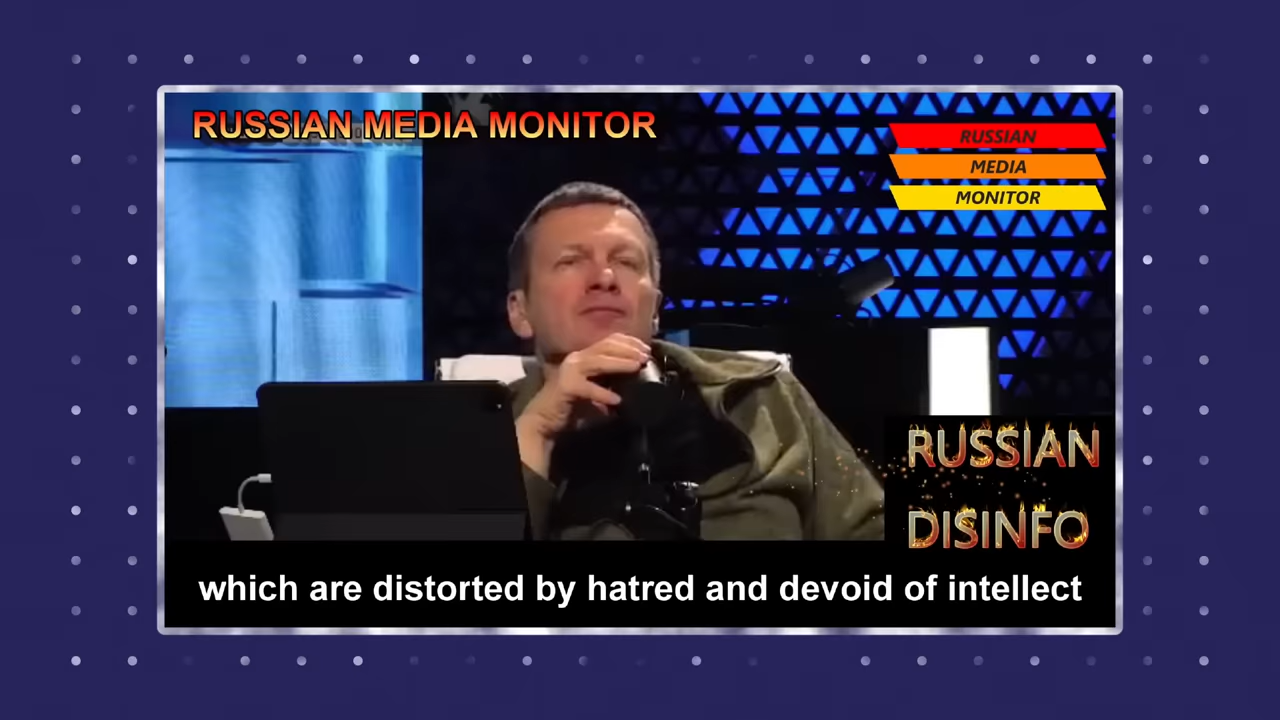 RUSSIAN MEDIA MONITOR
RUSSIAN
MEDIA
MONITOR
RUSSIAN
DISINFO
which are distorted by hatred and devoid of intellect